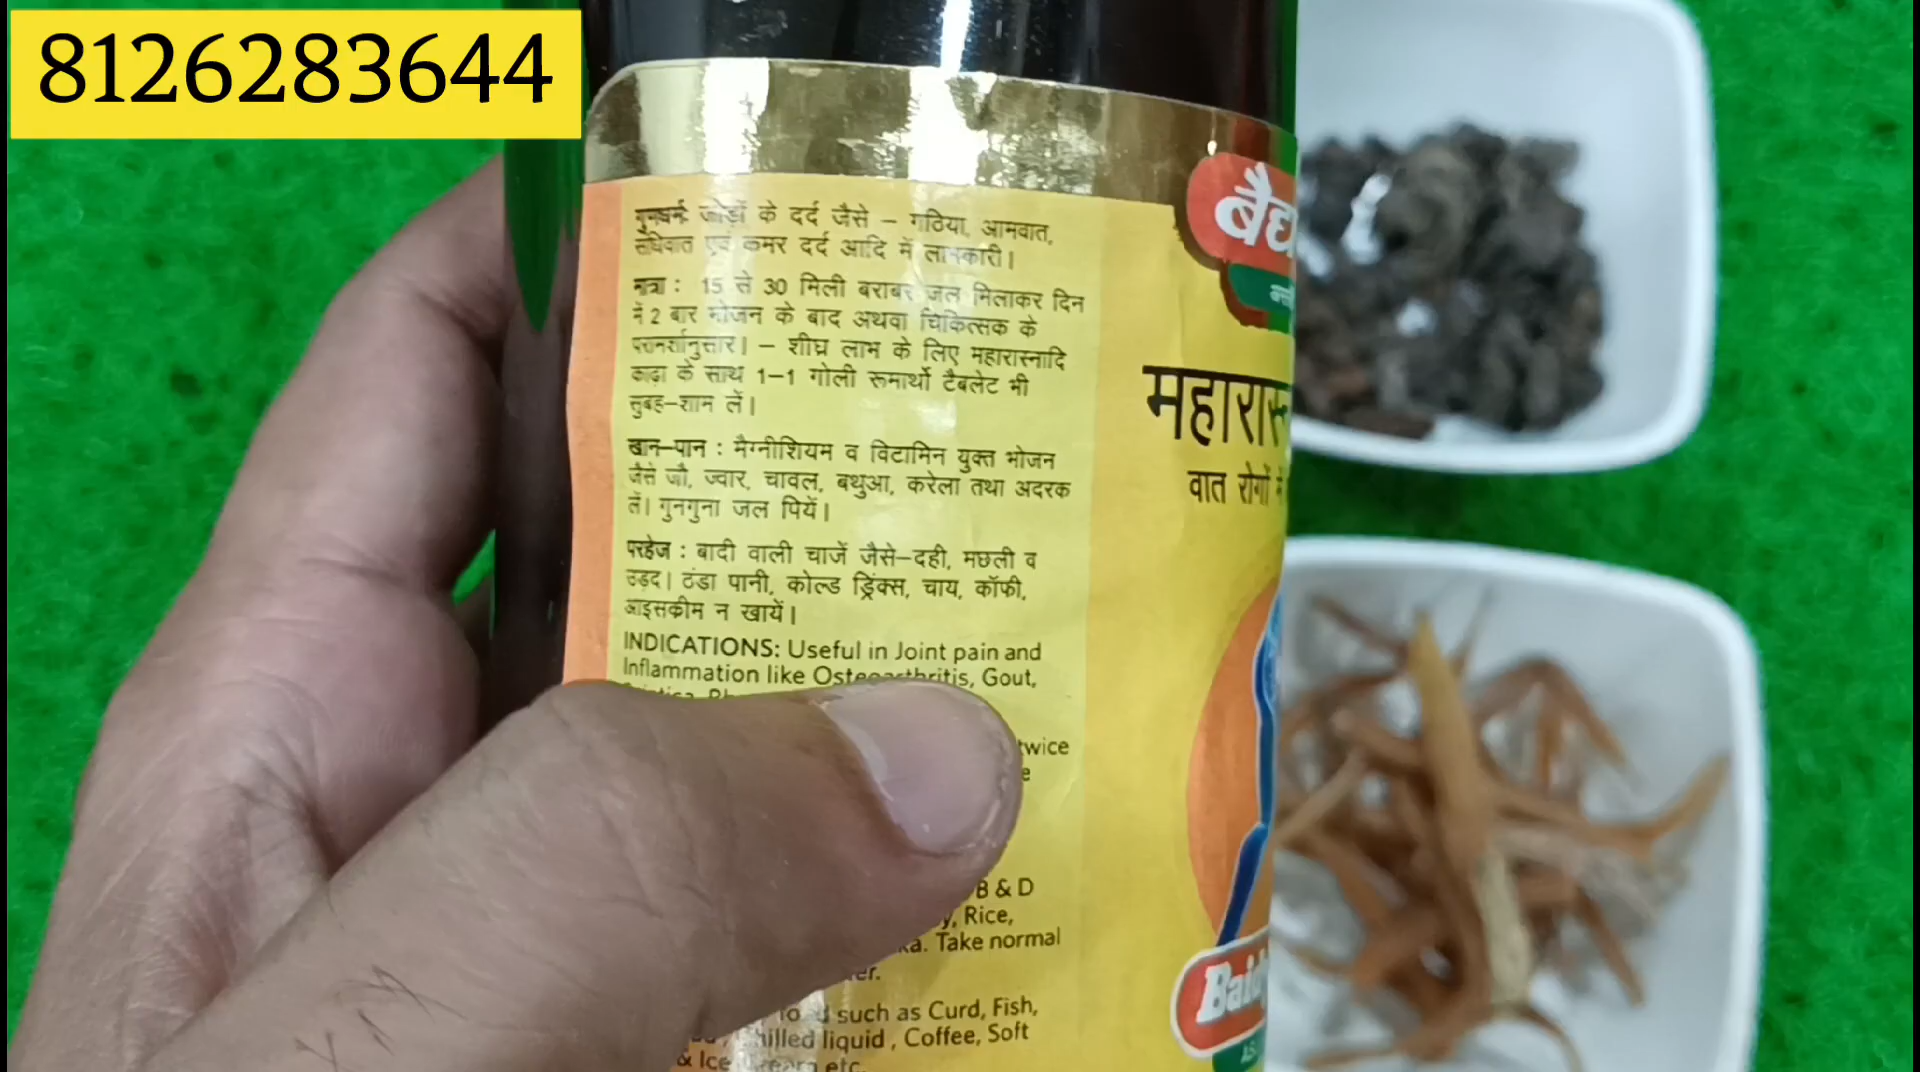 8126283644
गुणधर्म: जोड़ों के दर्द जैसे – गठिया, आमवात,
संधिवात एवं कमर दर्द आदि में लाभकारी।
मात्रा : 15 से 30 मिली बराबर जल मिलाकर दिन
में 2 बार भोजन के बाद अथवा चिकित्सक के
परामर्शानुसार। – शीघ्र लाभ के लिए महारास्नादि
काढ़ा के साथ 1–1 गोली रूमार्थो टैबलेट भी
सुबह–शाम लें।
खान–पान : मैग्नीशियम व विटामिन युक्त भोजन
जैसे जौ, ज्वार, चावल, बथुआ, करेला तथा अदरक
लें। गुनगुना जल पियें।
परहेज : बादी वाली चीजें जैसे–दही, मछली व
उड़द। ठंडा पानी, कोल्ड ड्रिंक्स, चाय, कॉफी,
आइसक्रीम न खायें।
INDICATIONS: Useful in Joint pain and
Inflammation like Osteoarthritis, Gout,
twice
B & D
Rice,
Take normal
such as Curd, Fish,
liquid , Coffee, Soft
& Ice Cream etc.
बैद्य
महारास्
वात रोगों में
Baid